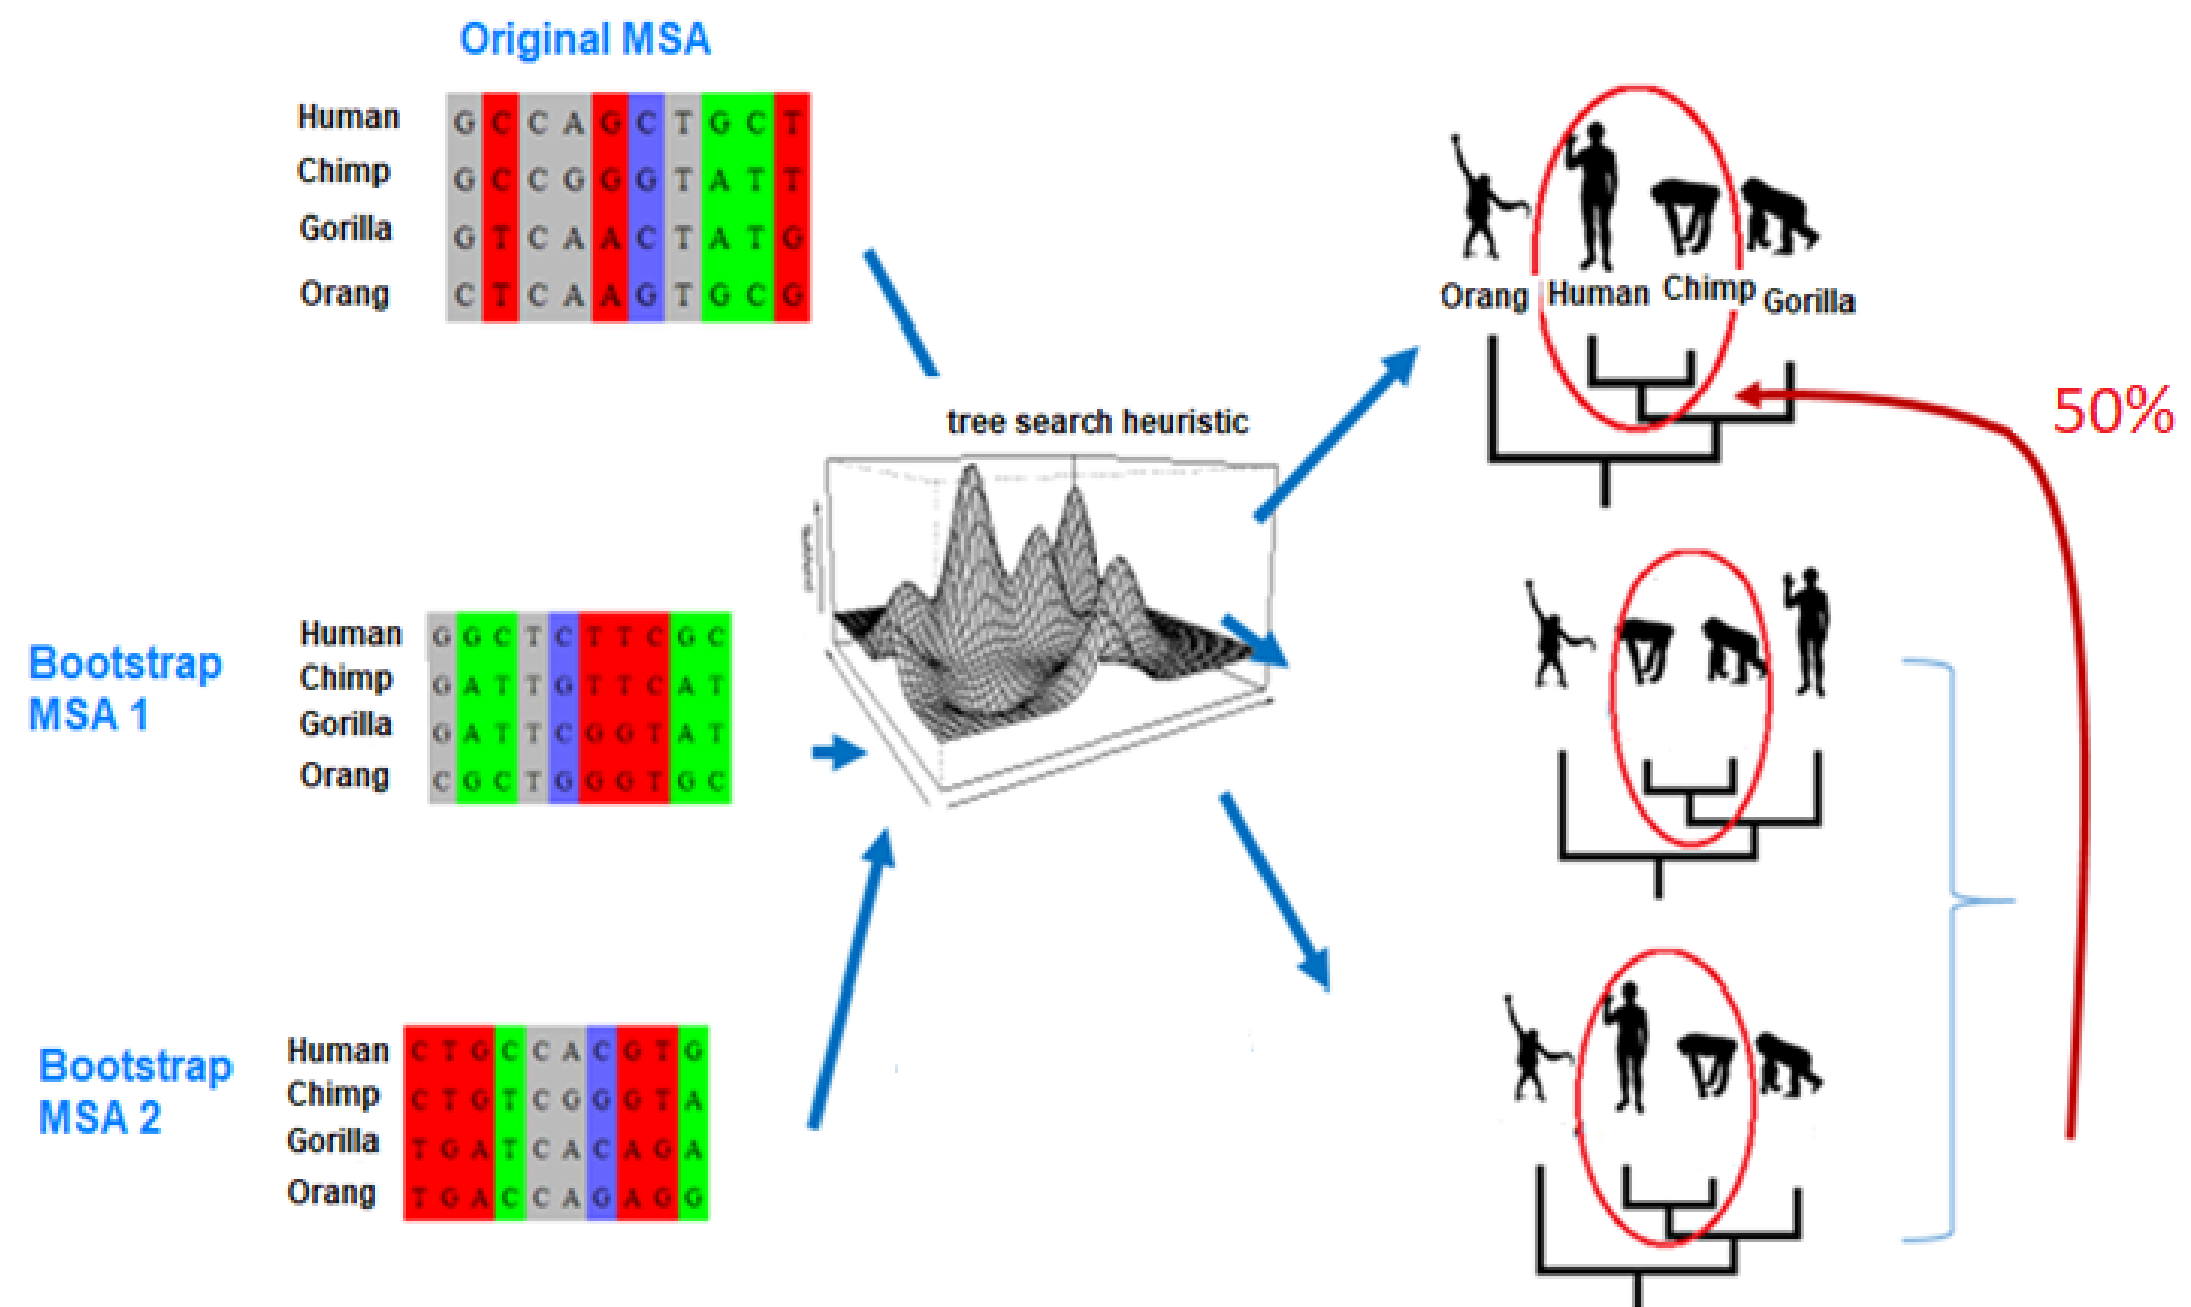 Original MSA
Human G C C A G C T G C T
Chimp G C C G G G T A T T
Gorilla G T C A A C T A T G
Orang C T C A A G T G C G
tree search heuristic
Orang Human Chimp Gorilla
50%
Bootstrap
MSA 1
Human G G C T C T T C G C
Chimp G A T T G T T C A T
Gorilla G A T T C G G T A T
Orang C G C T G G G T G C
Bootstrap
MSA 2
Human C T G C C A C G T G
Chimp C T G T C G G G T A
Gorilla T G A T C A C A G A
Orang T G A C C A G A G G